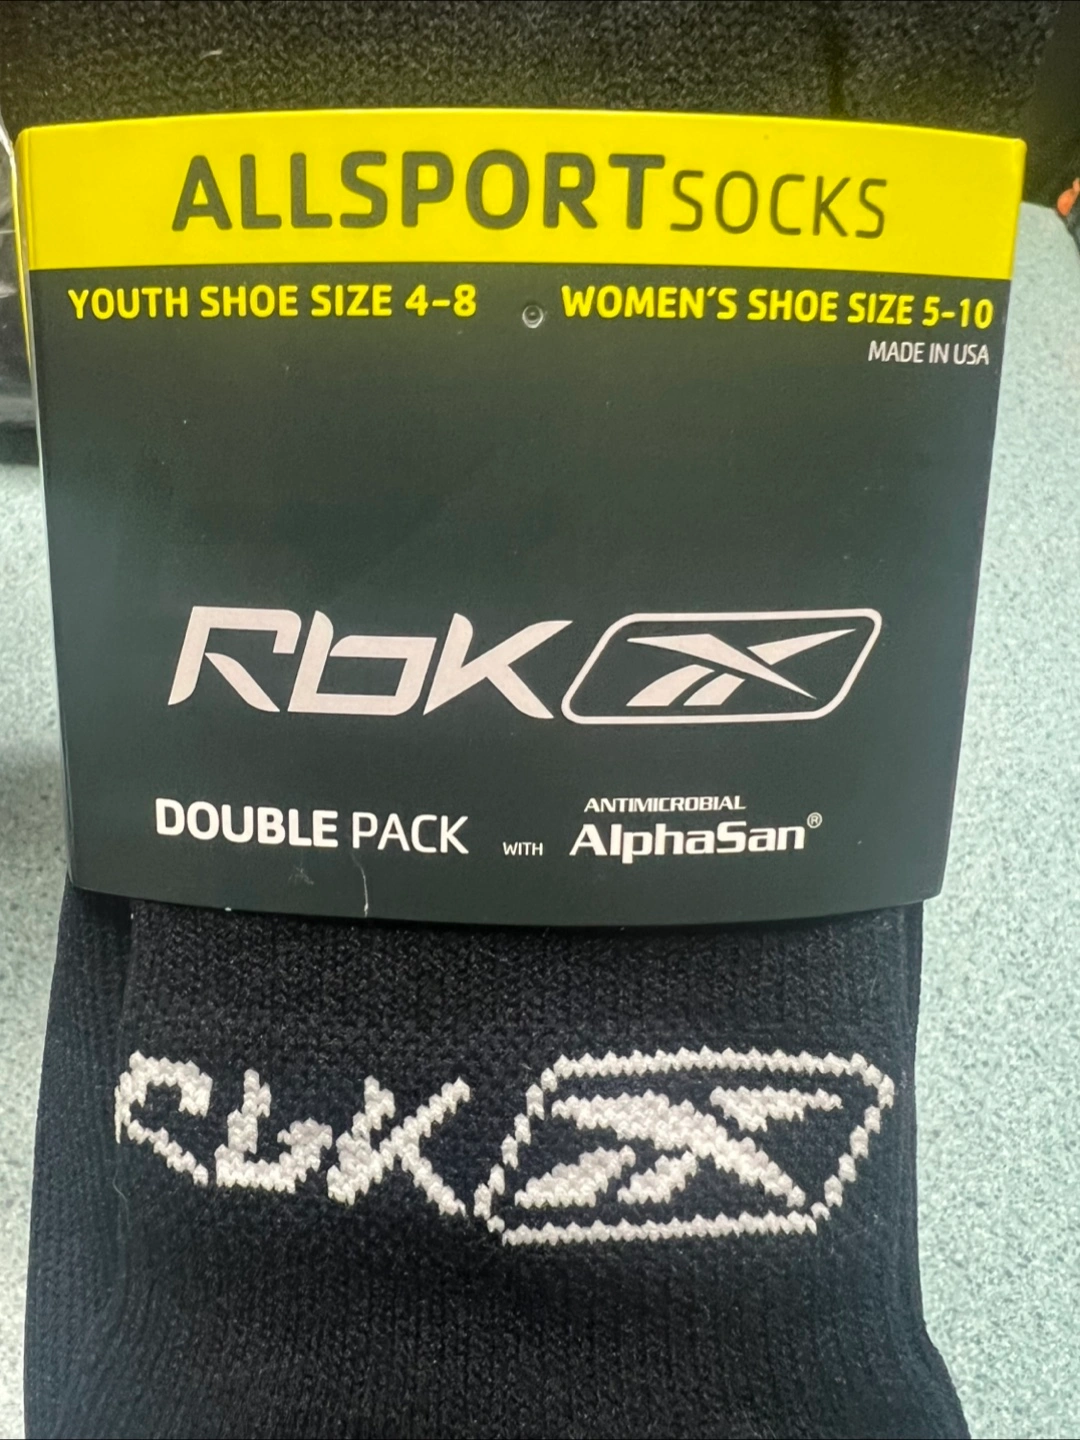 ALLSPORTSOCKS
YOUTH SHOE SIZE 4-8 WOMEN'S SHOE SIZE 5-10
MADE IN USA
Rbk
DOUBLE PACK WITH ANTIMICROBIAL AlphaSan®
Rbk